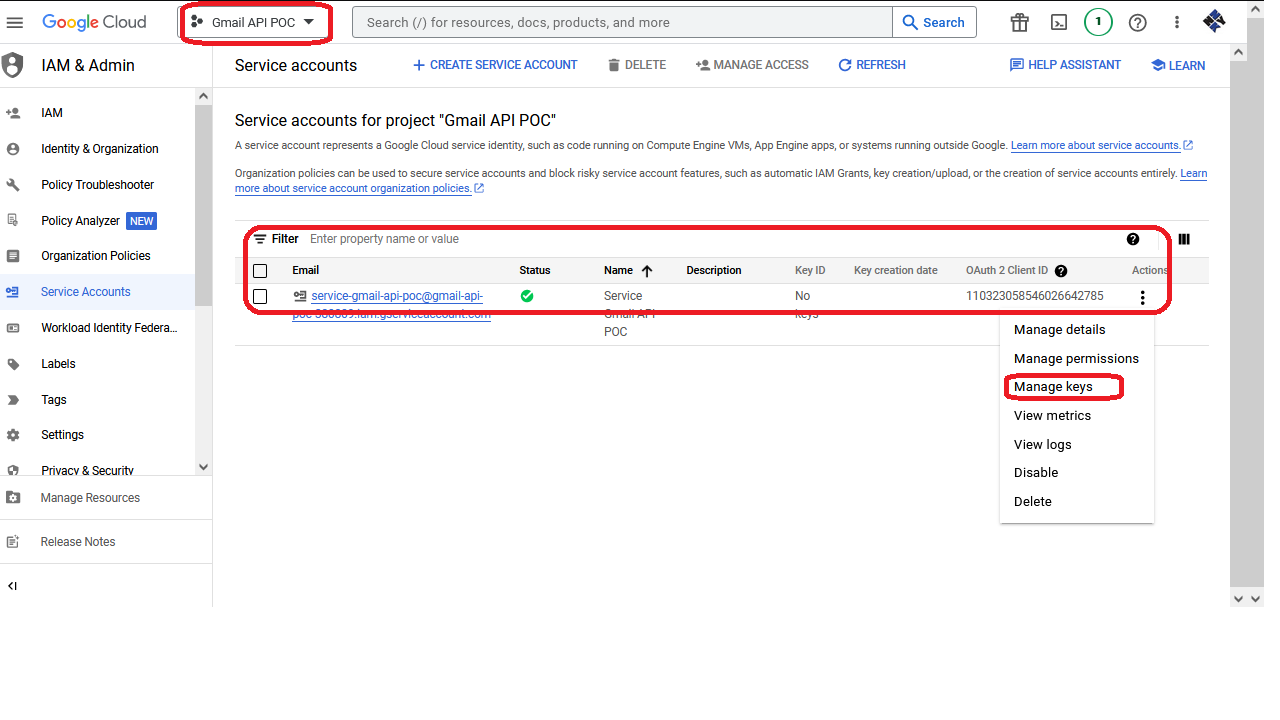 Google Cloud
Gmail API POC
Search (/) for resources, docs, products, and more
Search
1
IAM & Admin
Service accounts
CREATE SERVICE ACCOUNT
DELETE
MANAGE ACCESS
REFRESH
HELP ASSISTANT
LEARN
IAM
Identity & Organization
Policy Troubleshooter
Policy Analyzer NEW
Organization Policies
Service Accounts
Workload Identity Federa...
Labels
Tags
Settings
Privacy & Security
Manage Resources
Release Notes
Service accounts for project "Gmail API POC"
A service account represents a Google Cloud service identity, such as code running on Compute Engine VMs, App Engine apps, or systems running outside Google. Learn more about service accounts.
Organization policies can be used to secure service accounts and block risky service account features, such as automatic IAM Grants, key creation/upload, or the creation of service accounts entirely. Learn
more about service account organization policies.
Filter Enter property name or value
Email Status Name Description Key ID Key creation date OAuth 2 Client ID Actions
service-gmail-api-poc@gmail-api- Service No 110323058546026642785
Gmail API keys
POC
Manage details
Manage permissions
Manage keys
View metrics
View logs
Disable
Delete